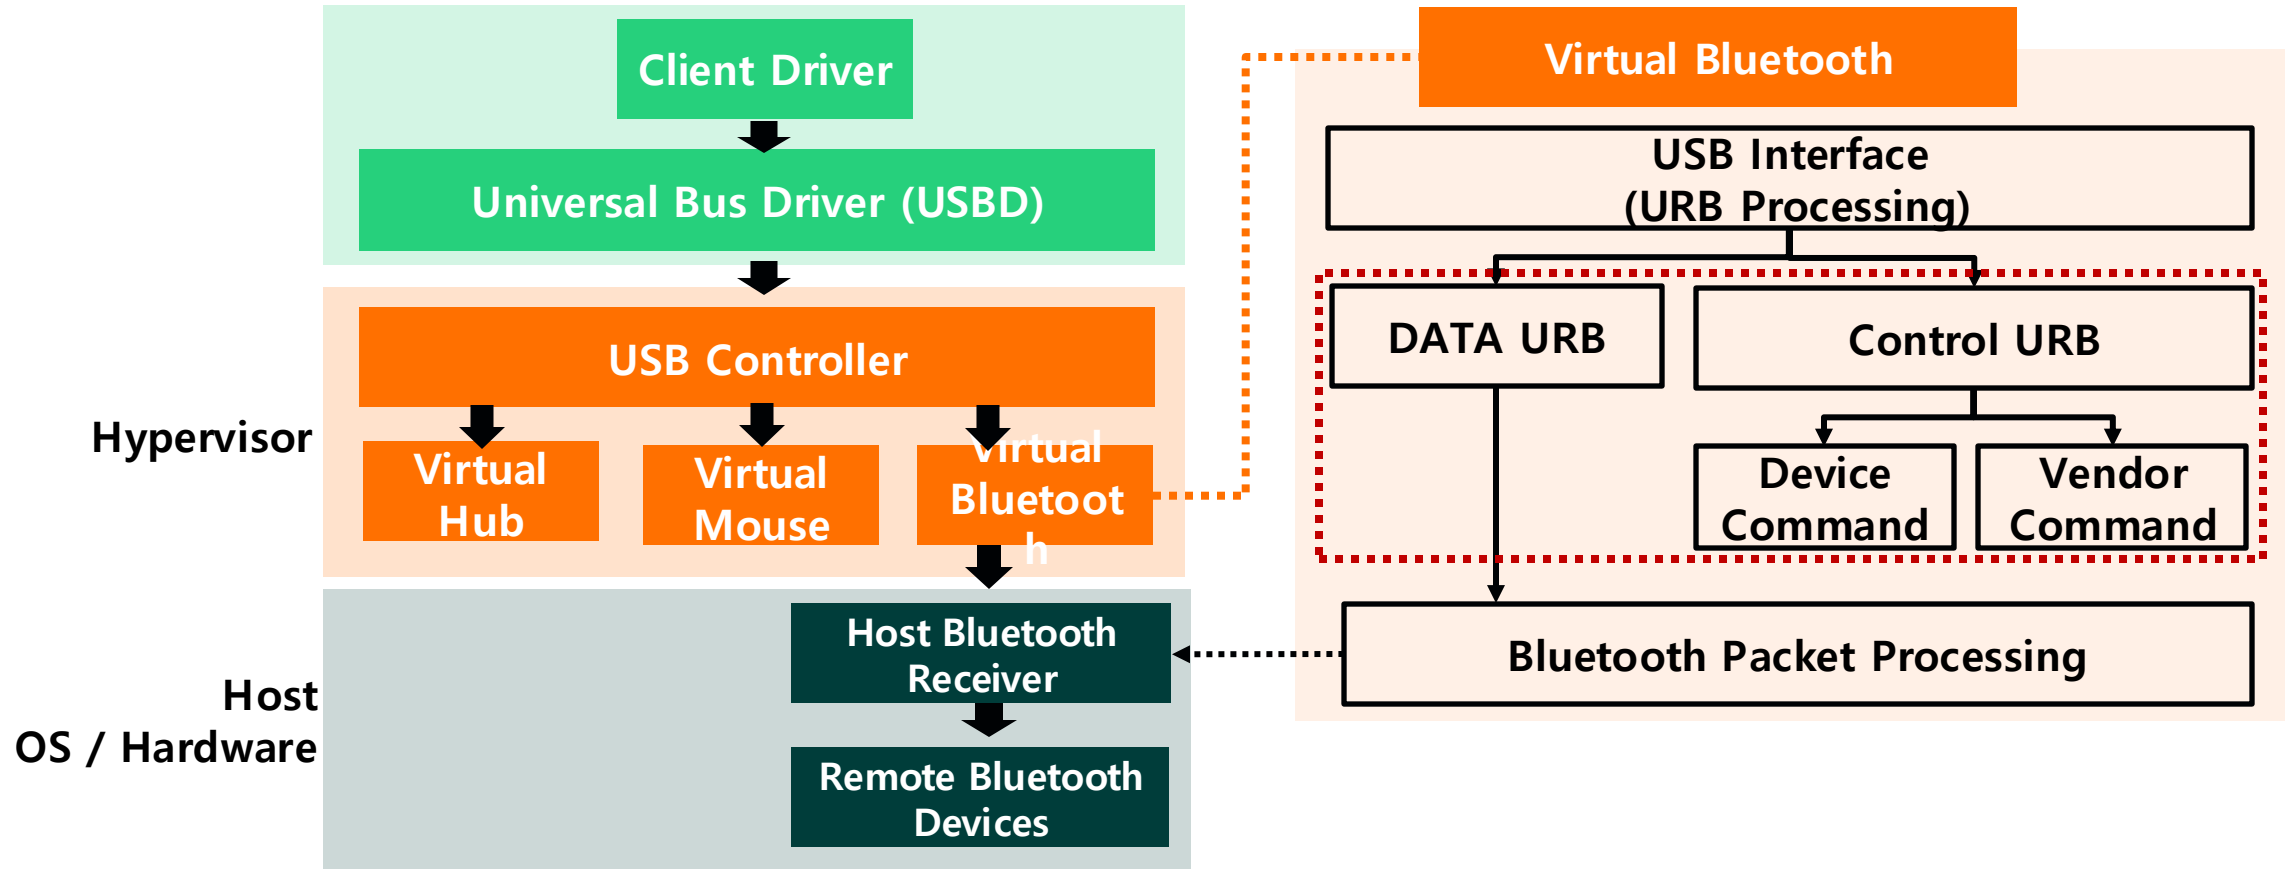 Client Driver
Universal Bus Driver (USBD)
Hypervisor
USB Controller
Virtual
Hub
Virtual
Mouse
Virtual
Bluetoot
h
Host
OS / Hardware
Host Bluetooth
Receiver
Remote Bluetooth
Devices
Virtual Bluetooth
USB Interface
(URB Processing)
DATA URB
Control URB
Device
Command
Vendor
Command
Bluetooth Packet Processing